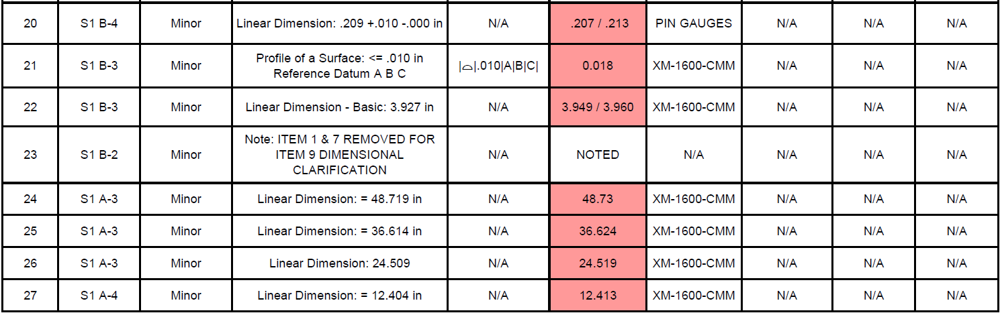 20 S1 B-4 Minor Linear Dimension: .209 +.010 -.000 in N/A .207 / .213 PIN GAUGES N/A N/A N/A
21 S1 B-3 Minor Profile of a Surface: <= .010 in
Reference Datum A B C |⌓|.010|A|B|C| 0.018 XM-1600-CMM N/A N/A N/A
22 S1 B-3 Minor Linear Dimension - Basic: 3.927 in N/A 3.949 / 3.960 XM-1600-CMM N/A N/A N/A
23 S1 B-2 Minor Note: ITEM 1 & 7 REMOVED FOR
ITEM 9 DIMENSIONAL
CLARIFICATION N/A NOTED N/A N/A N/A N/A
24 S1 A-3 Minor Linear Dimension: = 48.719 in N/A 48.73 XM-1600-CMM N/A N/A N/A
25 S1 A-3 Minor Linear Dimension: = 36.614 in N/A 36.624 XM-1600-CMM N/A N/A N/A
26 S1 A-3 Minor Linear Dimension: 24.509 N/A 24.519 XM-1600-CMM N/A N/A N/A
27 S1 A-4 Minor Linear Dimension: = 12.404 in N/A 12.413 XM-1600-CMM N/A N/A N/A